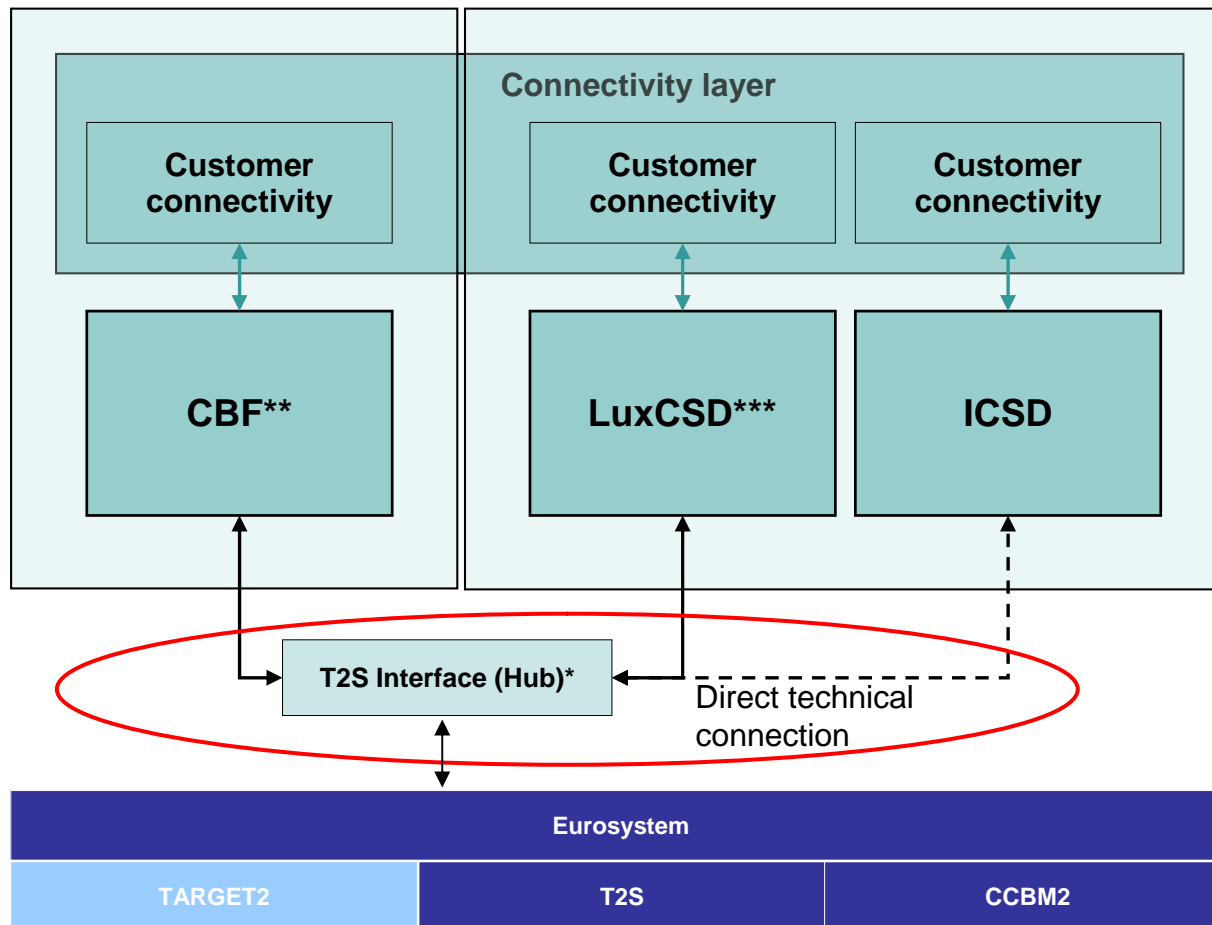 Connectivity layer
Customer
connectivity
Customer
connectivity
Customer
connectivity
CBF**
LuxCSD***
ICSD
T2S Interface (Hub)*
Direct technical
connection
Eurosystem
TARGET2
T2S
CCBM2